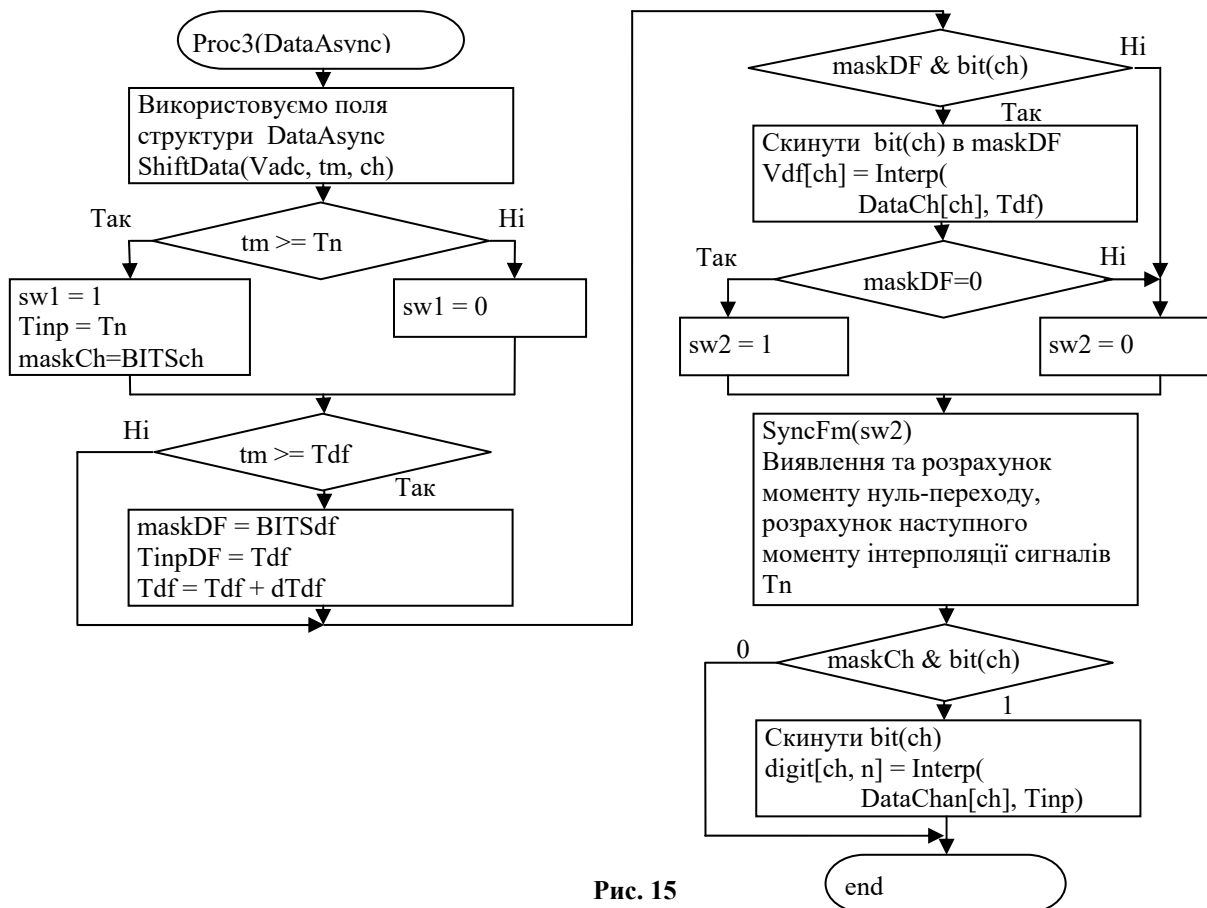 Proc3(DataAsync)
Використовуємо поля
структури DataAsync
ShiftData(Vadc, tm, ch)
Так
Ні
tm >= Tn
sw1 = 1
Tinp = Tn
maskCh=BITSch
sw1 = 0
Ні
tm >= Tdf
Так
maskDF = BITSdf
TinpDF = Tdf
Tdf = Tdf + dTdf
Ні
maskDF & bit(ch)
Так
Скинути bit(ch) в maskDF
Vdf[ch] = Interp(
DataCh[ch], Tdf)
Так
Ні
maskDF=0
sw2 = 1
sw2 = 0
SyncFm(sw2)
Виявлення та розрахунок
моменту нуль-переходу,
розрахунок наступного
моменту інтерполяції сигналів
Tn
0
maskCh & bit(ch)
1
Скинути bit(ch)
digit[ch, n] = Interp(
DataChan[ch], Tinp)
end
Рис. 15